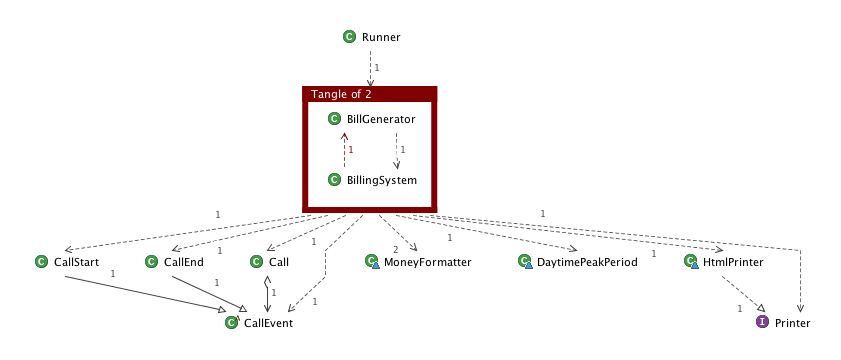 C Runner
1
Tangle of 2
C BillGenerator
1 1
C BillingSystem
1 1
1 1 1 2 1
C CallStart C CallEnd C Call C MoneyFormatter C DaytimePeakPeriod C HtmlPrinter
1 1 1 1 1
C A CallEvent I Printer